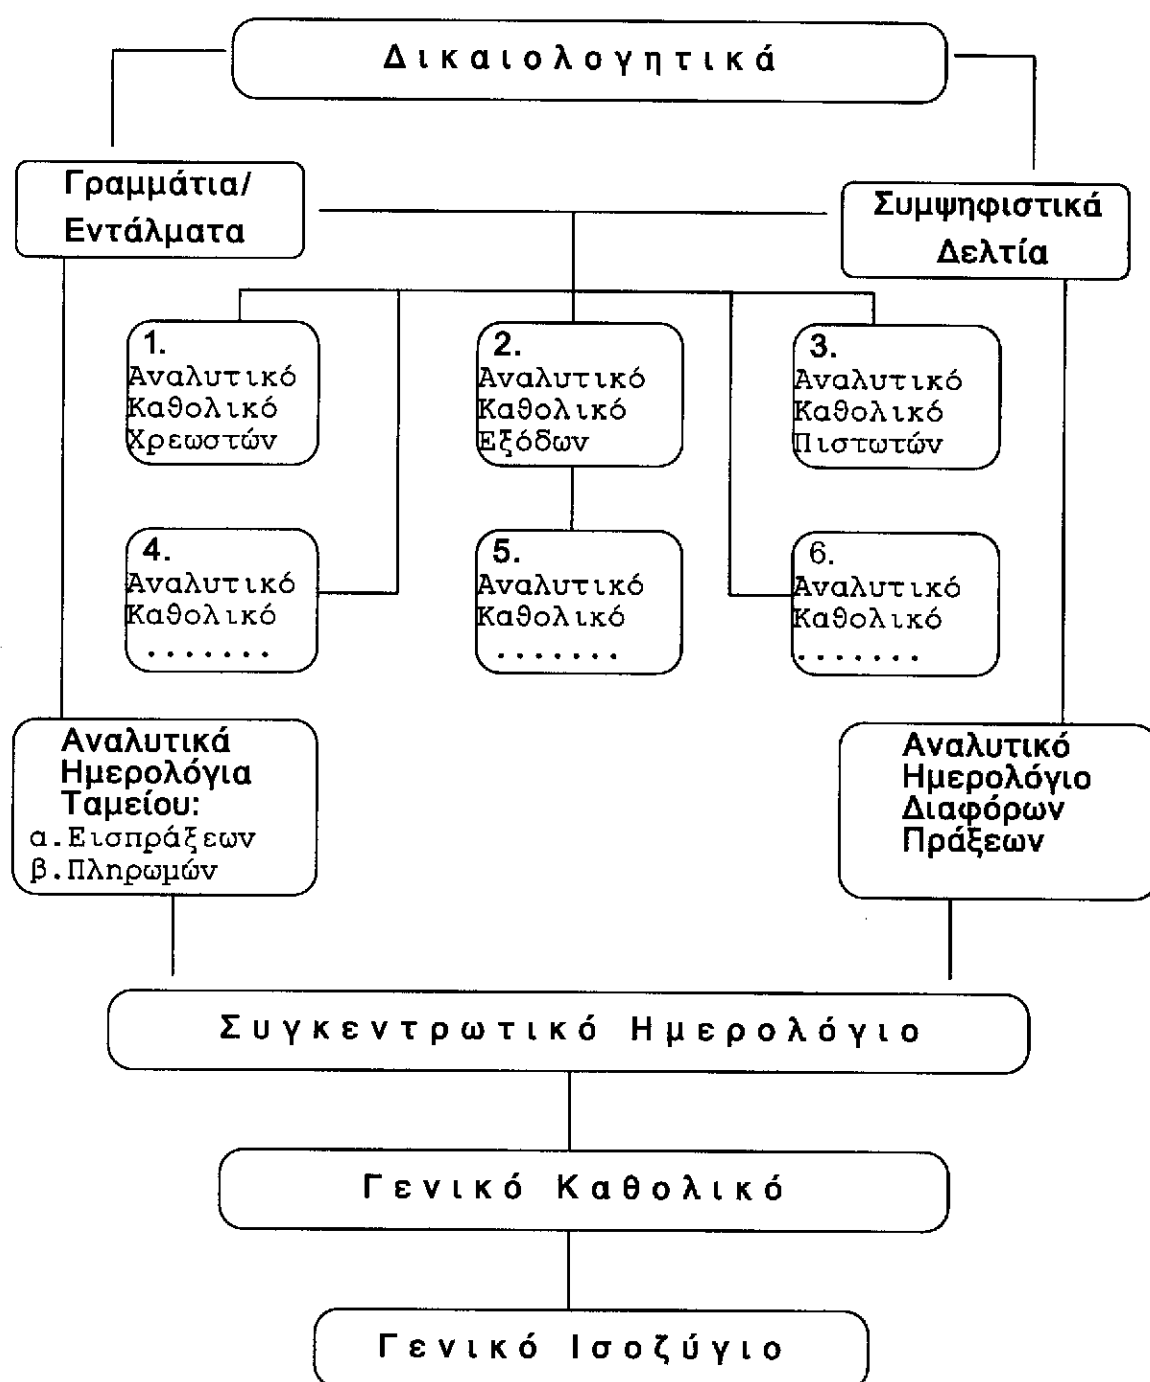 Δικαιολογητικά
Γραμμάτια/
Εντάλματα
Συμψηφιστικά
Δελτία
1.
Αναλυτικό
Καθολικό
Χρεωστών
2.
Αναλυτικό
Καθολικό
Εξόδων
3.
Αναλυτικό
Καθολικό
Πιστωτών
4.
Αναλυτικό
Καθολικό
.......
5.
Αναλυτικό
Καθολικό
.......
6.
Αναλυτικό
Καθολικό
.......
Αναλυτικά
Ημερολόγια
Ταμείου:
α.Εισπράξεων
β.Πληρωμών
Αναλυτικό
Ημερολόγιο
Διαφόρων
Πράξεων
Συγκεντρωτικό Ημερολόγιο
Γενικό Καθολικό
Γενικό Ισοζύγιο